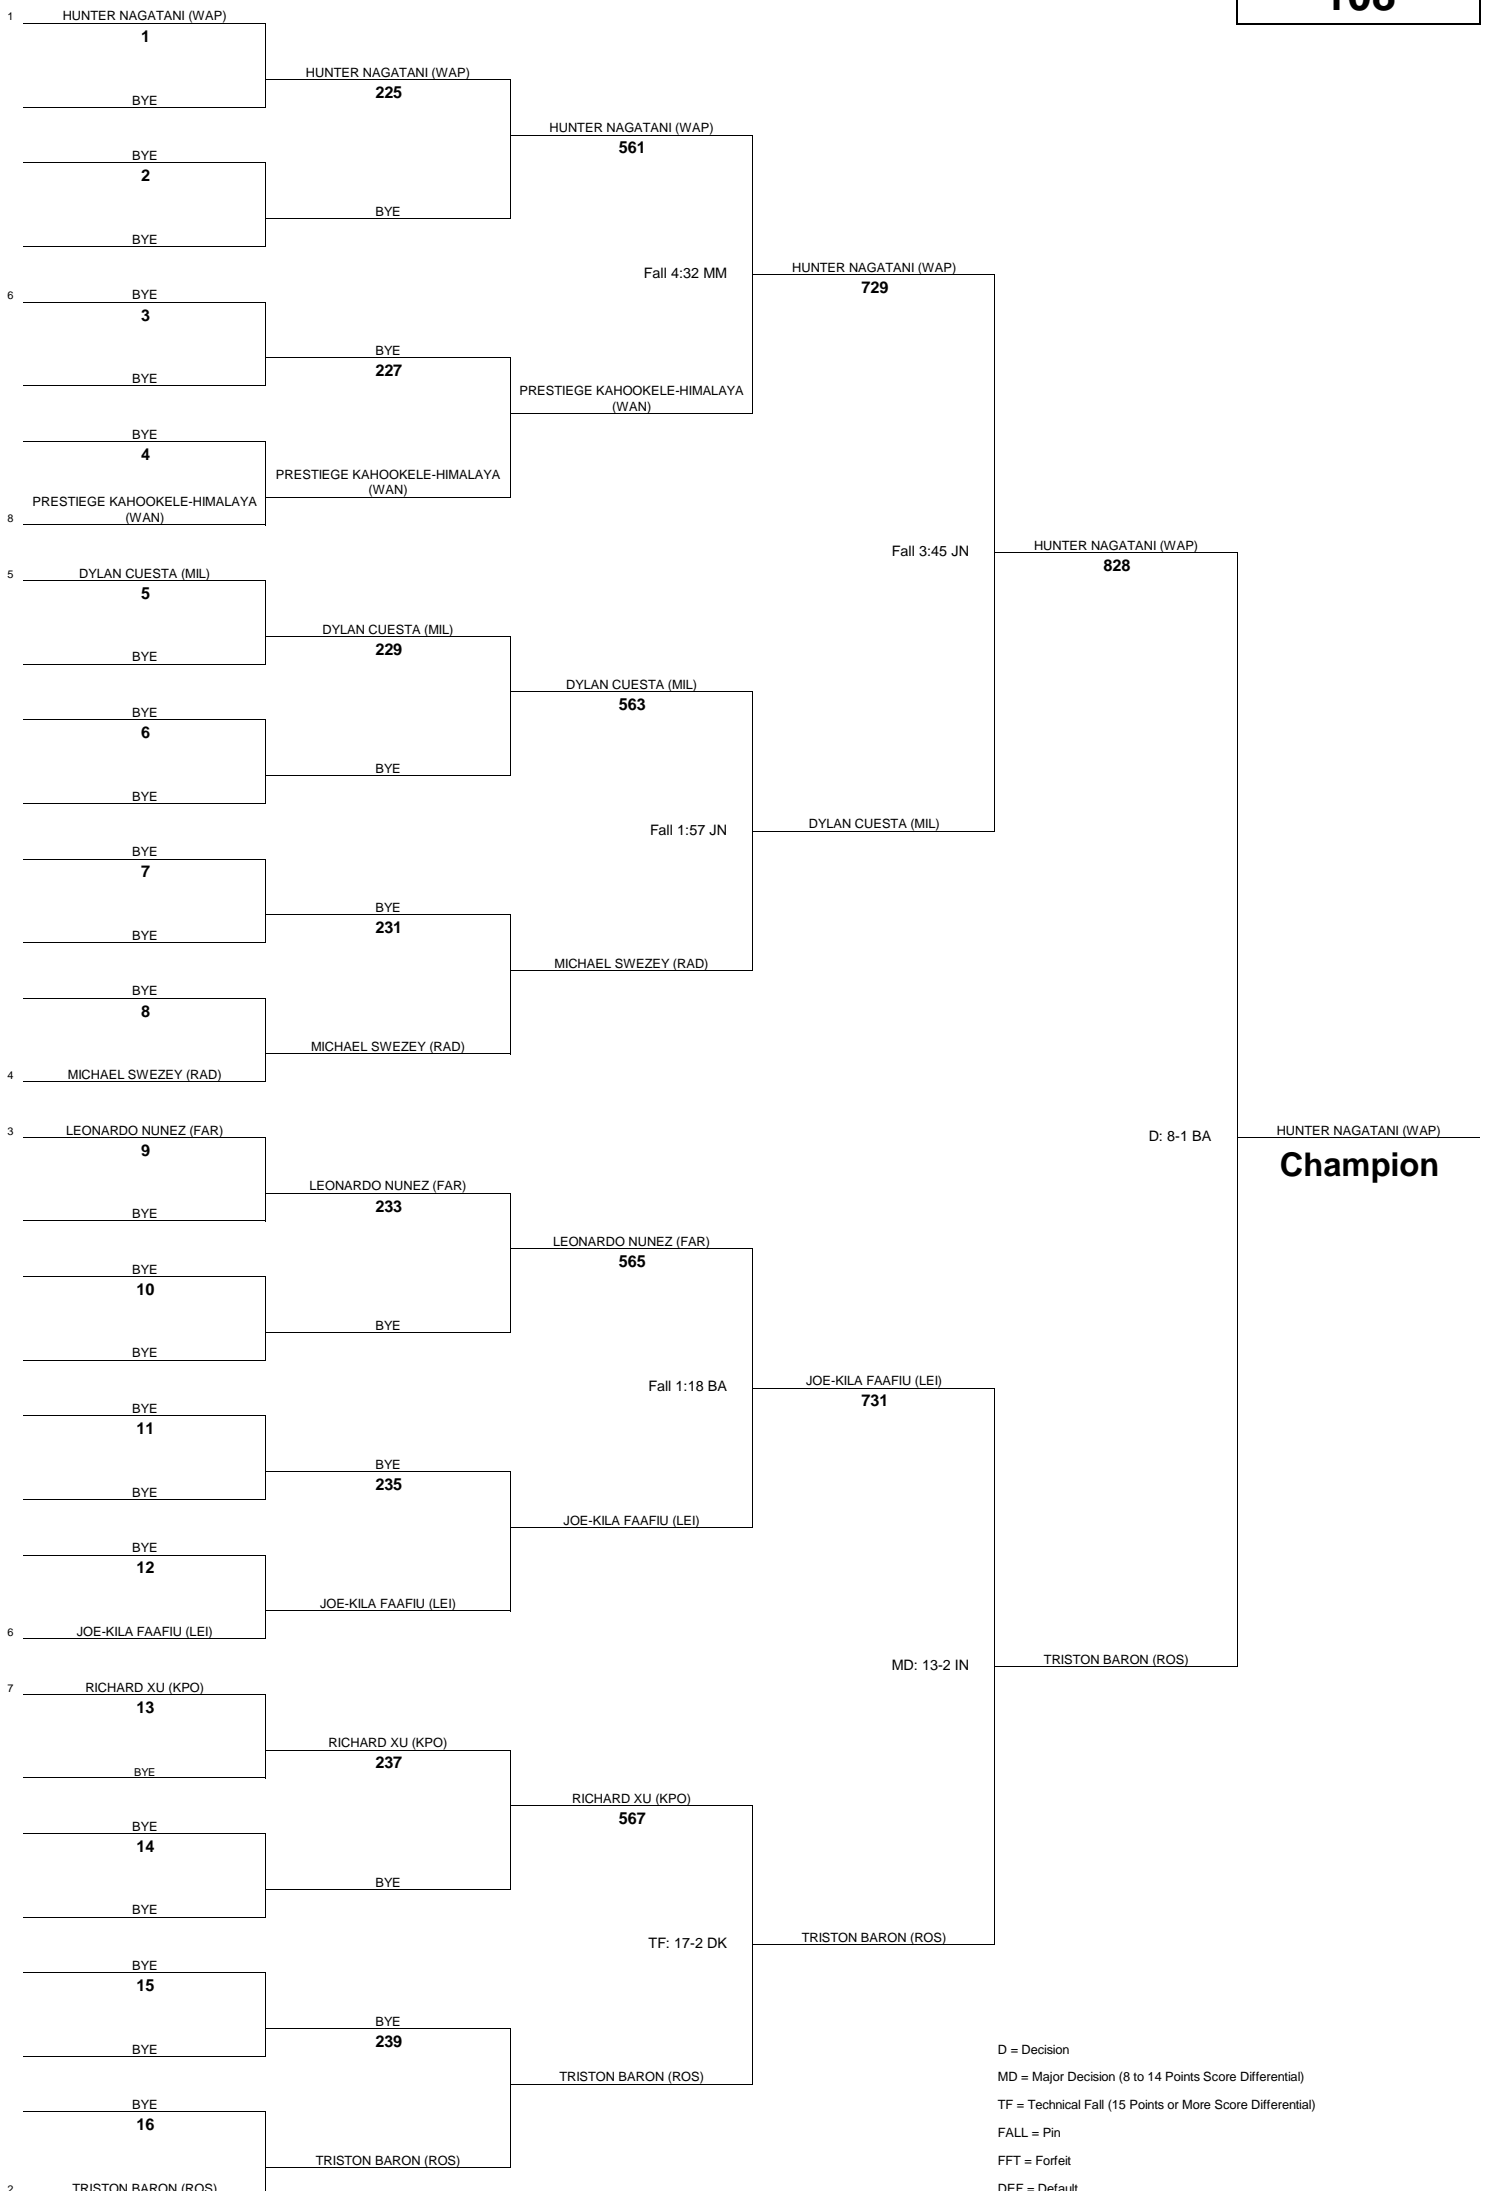 108
1 HUNTER NAGATANI (WAP)
1
BYE
BYE
2
BYE
6 BYE
3
BYE
BYE
4
PRESTIEGE KAHOOKELE-HIMALAYA
8 (WAN)
5 DYLAN CUESTA (MIL)
5
BYE
BYE
6
BYE
BYE
7
BYE
BYE
8
4 MICHAEL SWEZEY (RAD)
3 LEONARDO NUNEZ (FAR)
9
BYE
BYE
10
BYE
BYE
11
BYE
BYE
12
6 JOE-KILA FAAFIU (LEI)
7 RICHARD XU (KPO)
13
BYE
BYE
14
BYE
BYE
15
BYE
BYE
16
2 TRISTON BARON (ROS)
HUNTER NAGATANI (WAP)
225
BYE
BYE
227
PRESTIEGE KAHOOKELE-HIMALAYA
(WAN)
DYLAN CUESTA (MIL)
229
BYE
BYE
231
MICHAEL SWEZEY (RAD)
LEONARDO NUNEZ (FAR)
233
BYE
BYE
235
JOE-KILA FAAFIU (LEI)
RICHARD XU (KPO)
237
BYE
BYE
239
TRISTON BARON (ROS)
HUNTER NAGATANI (WAP)
561
Fall 4:32 MM
PRESTIEGE KAHOOKELE-HIMALAYA
(WAN)
DYLAN CUESTA (MIL)
563
Fall 1:57 JN
MICHAEL SWEZEY (RAD)
LEONARDO NUNEZ (FAR)
565
Fall 1:18 BA
JOE-KILA FAAFIU (LEI)
RICHARD XU (KPO)
567
TF: 17-2 DK
TRISTON BARON (ROS)
HUNTER NAGATANI (WAP)
729
Fall 3:45 JN
DYLAN CUESTA (MIL)
JOE-KILA FAAFIU (LEI)
731
MD: 13-2 IN
TRISTON BARON (ROS)
HUNTER NAGATANI (WAP)
828
D: 8-1 BA
TRISTON BARON (ROS)
HUNTER NAGATANI (WAP)
Champion
D = Decision
MD = Major Decision (8 to 14 Points Score Differential)
TF = Technical Fall (15 Points or More Score Differential)
FALL = Pin
FFT = Forfeit
DEF = Default